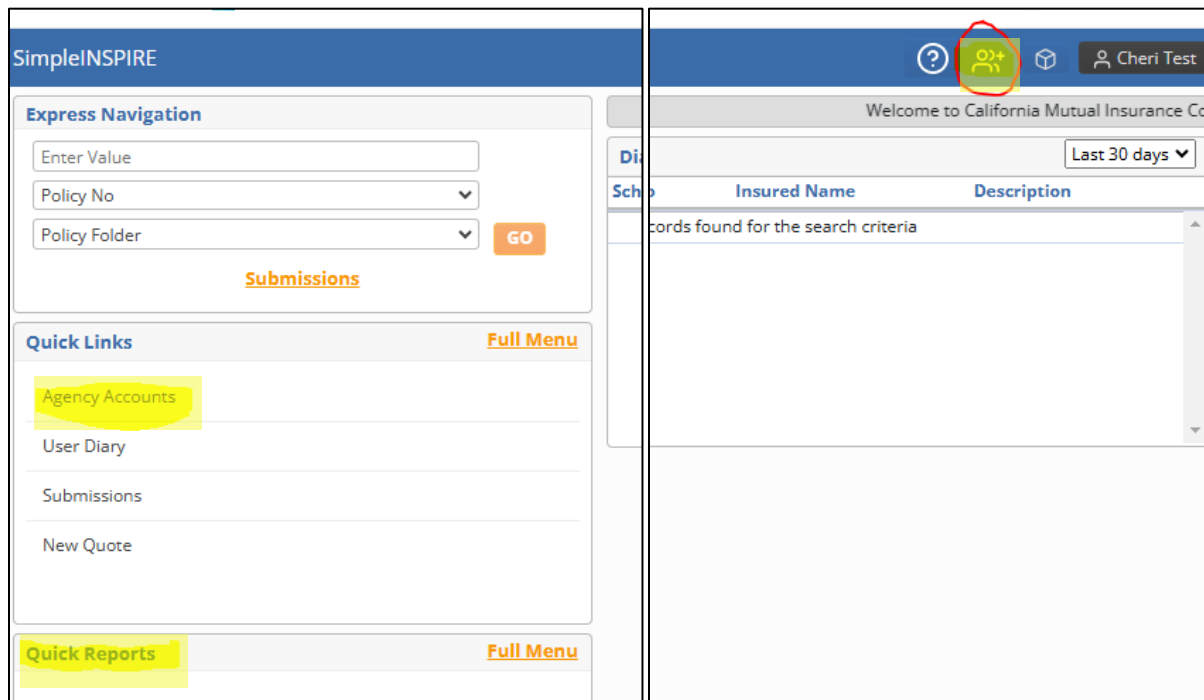 SimpleINSPIRE
Cheri Test
Express Navigation
Enter Value
Policy No
Policy Folder
GO
Submissions
Quick Links
Full Menu
Agency Accounts
User Diary
Submissions
New Quote
Quick Reports
Full Menu
Welcome to California Mutual Insurance Co
Last 30 days
Insured Name
Description
cords found for the search criteria